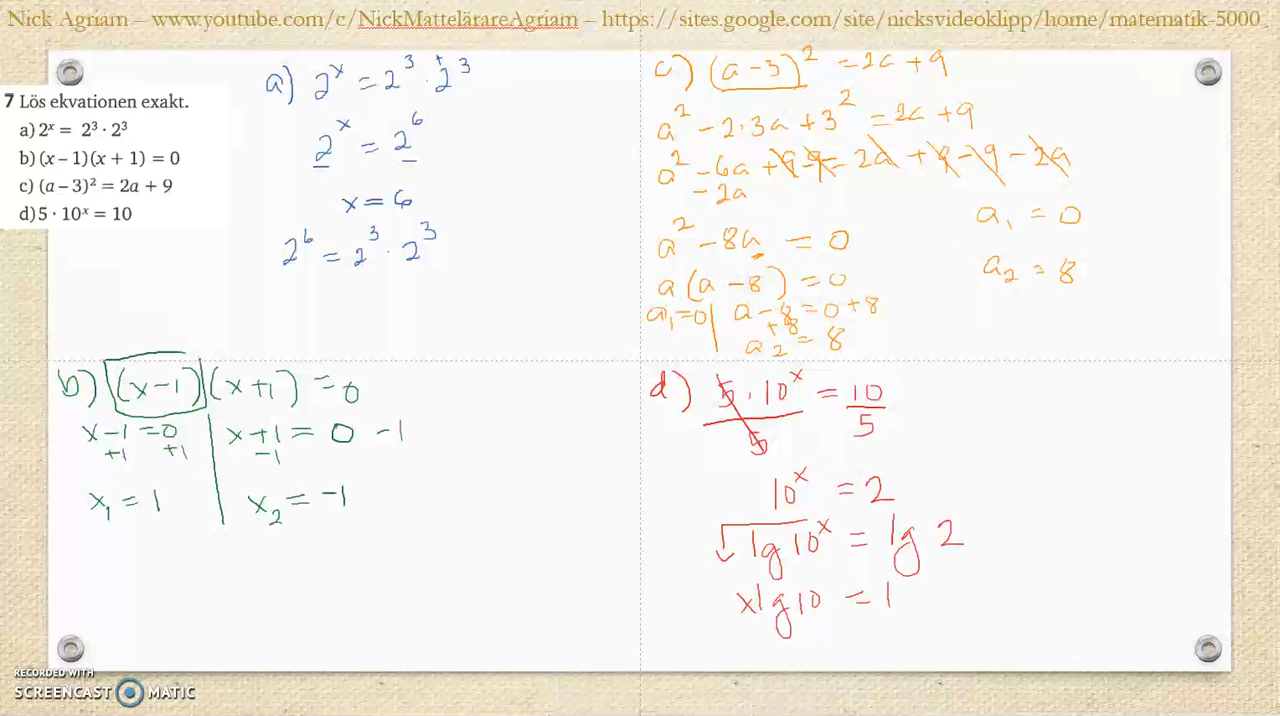 Nick Agriam – www.youtube.com/c/NickMattelärareAgriam – https://sites.google.com/site/nicksvideoklipp/home/matematik-5000
7 Lös ekvationen exakt.
a) 2ˣ = 2³ · 2³
b) (x – 1)(x + 1) = 0
c) (a – 3)² = 2a + 9
d) 5 · 10ˣ = 10
a) 2ˣ = 2³ ·⁺ 2³
2ˣ = 2⁶
x = 6
2⁶ = 2³ · 2³
c) (a – 3)² = 2a + 9
a² – 2·3a + 3² = 2a + 9
a² – 6a + 9 – 9 = 2a + 9 – 9 – 2a
– 2a
a² – 8a = 0
a(a – 8) = 0
a₁ = 0 | a – 8 = 0 + 8
+8
a₂ = 8
a₁ = 0
a₂ = 8
b) (x – 1)(x + 1) = 0
x – 1 = 0 | x + 1 = 0 – 1
+1 +1 –1
x₁ = 1 x₂ = –1
d) 5 · 10ˣ = 10
5 5
10ˣ = 2
lg 10ˣ = lg 2
x lg 10 = l
RECORDED WITH
SCREENCAST MATIC